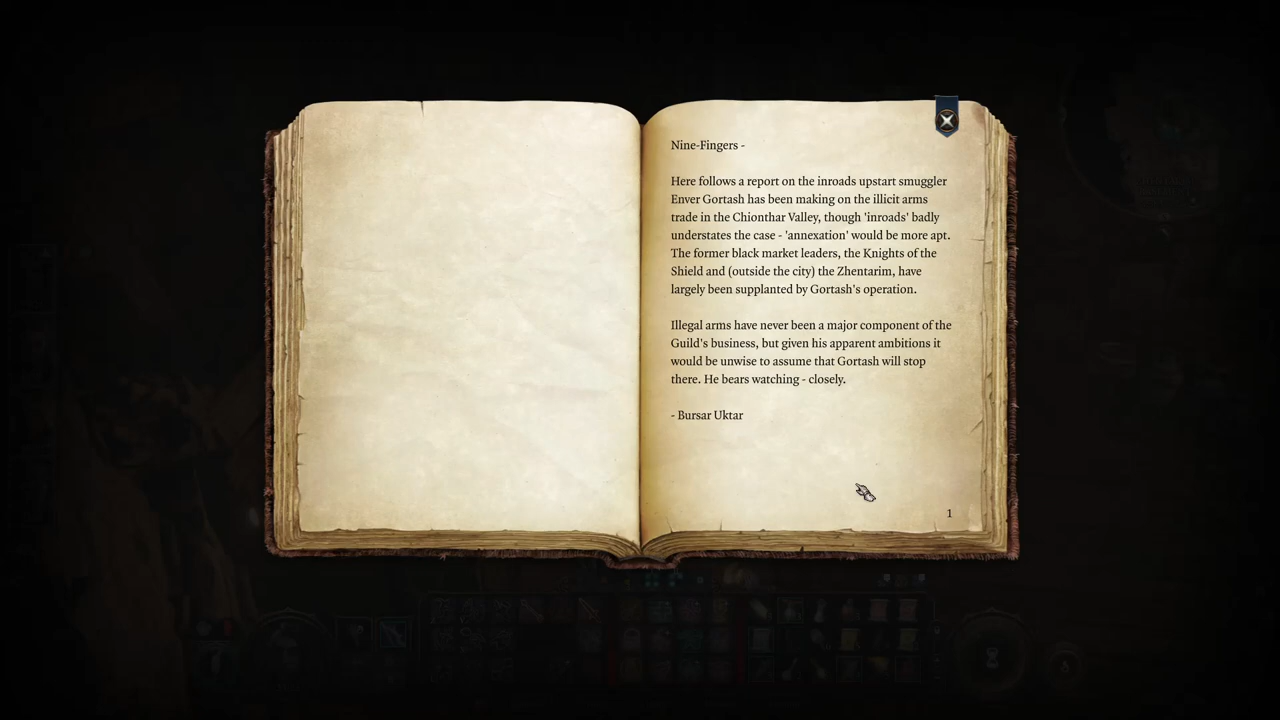 Nine-Fingers -
Here follows a report on the inroads upstart smuggler
Enver Gortash has been making on the illicit arms
trade in the Chionthar Valley, though 'inroads' badly
understates the case - 'annexation' would be more apt.
The former black market leaders, the Knights of the
Shield and (outside the city) the Zhentarim, have
largely been supplanted by Gortash's operation.
Illegal arms have never been a major component of the
Guild's business, but given his apparent ambitions it
would be unwise to assume that Gortash will stop
there. He bears watching - closely.
- Bursar Uktar
1